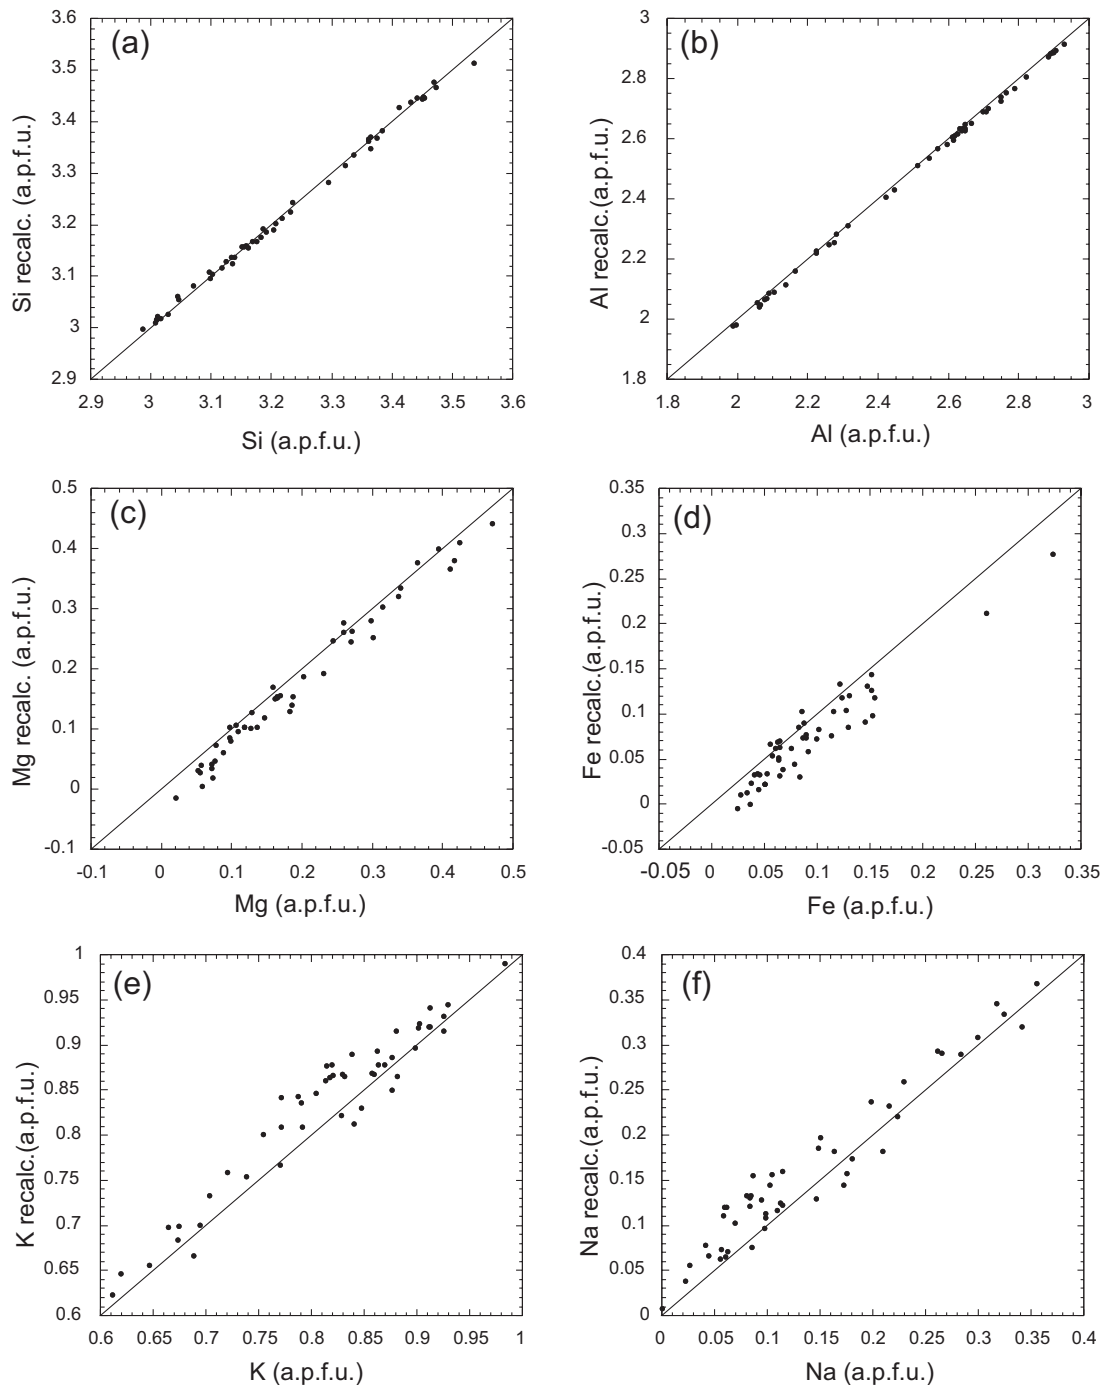 (a)
3.6
3.5
3.4
3.3
3.2
3.1
3
2.9
Si recalc. (a.p.f.u.)
2.9 3 3.1 3.2 3.3 3.4 3.5 3.6
Si (a.p.f.u.)
(b)
3
2.8
2.6
2.4
2.2
2
1.8
Al recalc.(a.p.f.u.)
1.8 2 2.2 2.4 2.6 2.8 3
Al (a.p.f.u.)
(c)
0.5
0.4
0.3
0.2
0.1
0
-0.1
Mg recalc. (a.p.f.u.)
-0.1 0 0.1 0.2 0.3 0.4 0.5
Mg (a.p.f.u.)
(d)
0.35
0.3
0.25
0.2
0.15
0.1
0.05
0
-0.05
Fe recalc.(a.p.f.u.)
-0.05 0 0.05 0.1 0.15 0.2 0.25 0.3 0.35
Fe (a.p.f.u.)
(e)
1
0.95
0.9
0.85
0.8
0.75
0.7
0.65
0.6
K recalc.(a.p.f.u.)
0.6 0.65 0.7 0.75 0.8 0.85 0.9 0.95 1
K (a.p.f.u.)
(f)
0.4
0.35
0.3
0.25
0.2
0.15
0.1
0.05
0
Na recalc.(a.p.f.u.)
0 0.05 0.1 0.15 0.2 0.25 0.3 0.35 0.4
Na (a.p.f.u.)